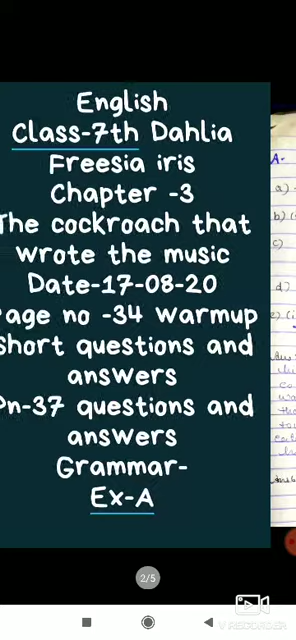 English
Class-7th Dahlia
Freesia iris
Chapter -3
The cockroach that
wrote the music
Date-17-08-20
Page no -34 Warmup
short questions and
answers
Pn-37 questions and
answers
Grammar-
Ex-A
A-
a)
b)
c)
d)
e)
2/5